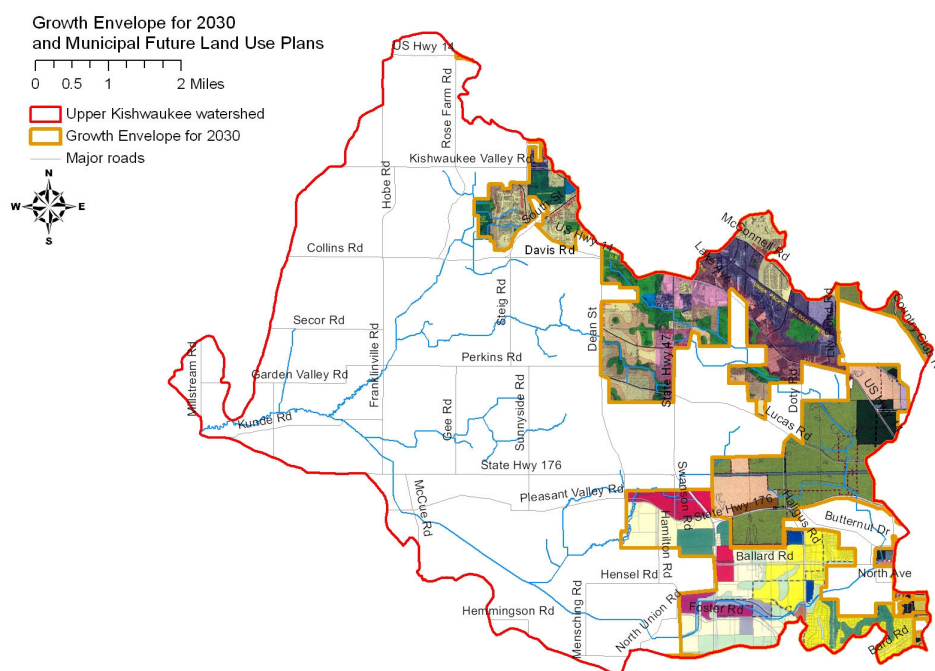 Growth Envelope for 2030
and Municipal Future Land Use Plans
0 0.5 1 2 Miles
Upper Kishwaukee watershed
Growth Envelope for 2030
Major roads
N
W E
S
US Hwy 14
Rose Farm Rd
Kishwaukee Valley Rd
Hobe Rd
South St
US Hwy 14
McConnell Rd
Collins Rd
Davis Rd
Lake Ave
Country Club
Steig Rd
Dean St
Secor Rd
State Hwy 47
Millstream Rd
Franklinville Rd
Perkins Rd
Garden Valley Rd
Doty Rd
US H
Gee Rd
Sunnyside Rd
Lucas Rd
Kunde Rd
State Hwy 176
Swanson Rd
Pleasant Valley Rd
McCue Rd
State Hwy 176
Haligus Rd
Butternut Dr
Hamilton Rd
Ballard Rd
Hensel Rd
North Ave
Mensching Rd
North Union Rd
Hemmingson Rd
Foster Rd
Bard Rd